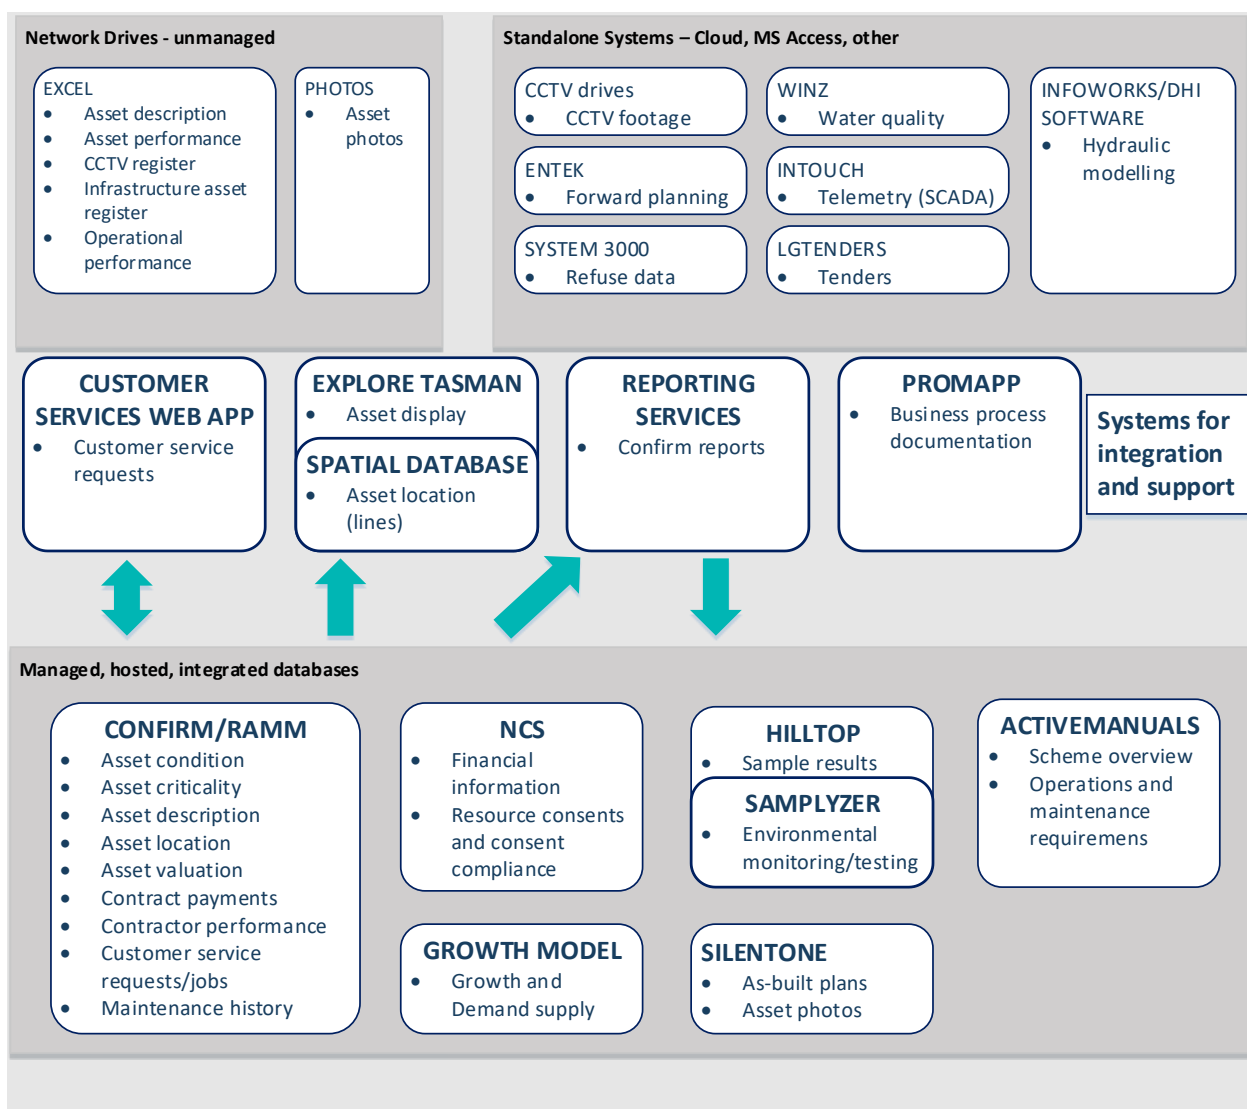 Network Drives - unmanaged
EXCEL
• Asset description
• Asset performance
• CCTV register
• Infrastructure asset
register
• Operational
performance
PHOTOS
• Asset
photos
Standalone Systems – Cloud, MS Access, other
CCTV drives
• CCTV footage
WINZ
• Water quality
INFOWORKS/DHI
SOFTWARE
• Hydraulic
modelling
ENTEK
• Forward planning
INTOUCH
• Telemetry (SCADA)
SYSTEM 3000
• Refuse data
LGTENDERS
• Tenders
CUSTOMER
SERVICES WEB APP
• Customer service
requests
EXPLORE TASMAN
• Asset display
SPATIAL DATABASE
• Asset location
(lines)
REPORTING
SERVICES
• Confirm reports
PROMAPP
• Business process
documentation
Systems for
integration
and support
Managed, hosted, integrated databases
CONFIRM/RAMM
• Asset condition
• Asset criticality
• Asset description
• Asset location
• Asset valuation
• Contract payments
• Contractor performance
• Customer service
requests/jobs
• Maintenance history
NCS
• Financial
information
• Resource consents
and consent
compliance
HILLTOP
• Sample results
SAMPLYZER
• Environmental
monitoring/testing
ACTIVEMANUALS
• Scheme overview
• Operations and
maintenance
requiremens
GROWTH MODEL
• Growth and
Demand supply
SILENTONE
• As-built plans
• Asset photos